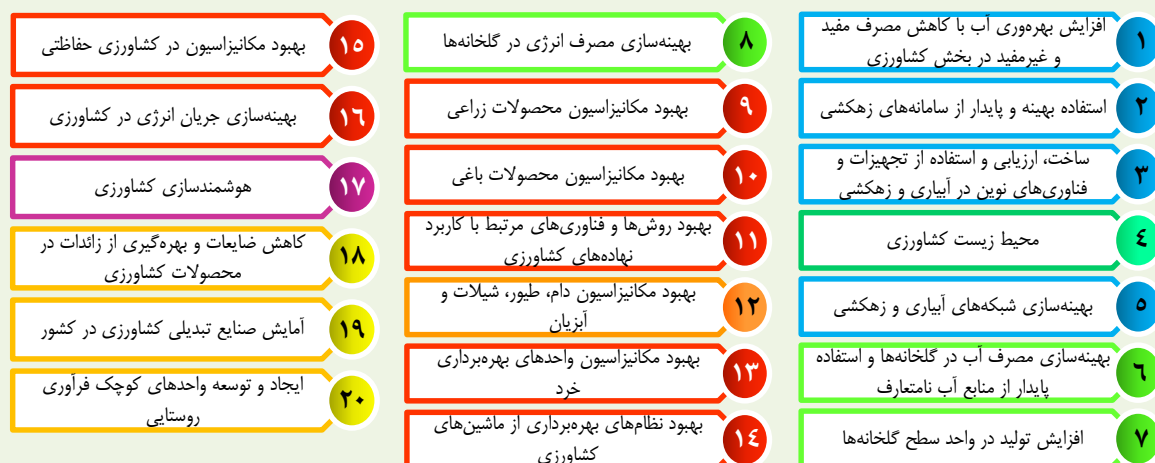 ۱
افزایش بهره‌وری آب با کاهش مصرف مفید
و غیرمفید در بخش کشاورزی
۲
استفاده بهینه و پایدار از سامانه‌های زهکشی
۳
ساخت، ارزیابی و استفاده از تجهیزات و
فناوری‌های نوین در آبیاری و زهکشی
٤
محیط زیست کشاورزی
٥
بهینه‌سازی شبکه‌های آبیاری و زهکشی
٦
بهینه‌سازی مصرف آب در گلخانه‌ها و استفاده
پایدار از منابع آب نامتعارف
۷
افزایش تولید در واحد سطح گلخانه‌ها
۸
بهینه‌سازی مصرف انرژی در گلخانه‌ها
۹
بهبود مکانیزاسیون محصولات زراعی
۱۰
بهبود مکانیزاسیون محصولات باغی
۱۱
بهبود روش‌ها و فناوری‌های مرتبط با کاربرد
نهاده‌های کشاورزی
۱۲
بهبود مکانیزاسیون دام، طیور، شیلات و
آبزیان
۱۳
بهبود مکانیزاسیون واحدهای بهره‌برداری
خرد
۱٤
بهبود نظام‌های بهره‌برداری از ماشین‌های
کشاورزی
۱٥
بهبود مکانیزاسیون در کشاورزی حفاظتی
۱٦
بهینه‌سازی جریان انرژی در کشاورزی
۱۷
هوشمندسازی کشاورزی
۱۸
کاهش ضایعات و بهره‌گیری از زائدات در
محصولات کشاورزی
۱۹
آمایش صنایع تبدیلی کشاورزی در کشور
۲۰
ایجاد و توسعه واحدهای کوچک فرآوری
روستایی